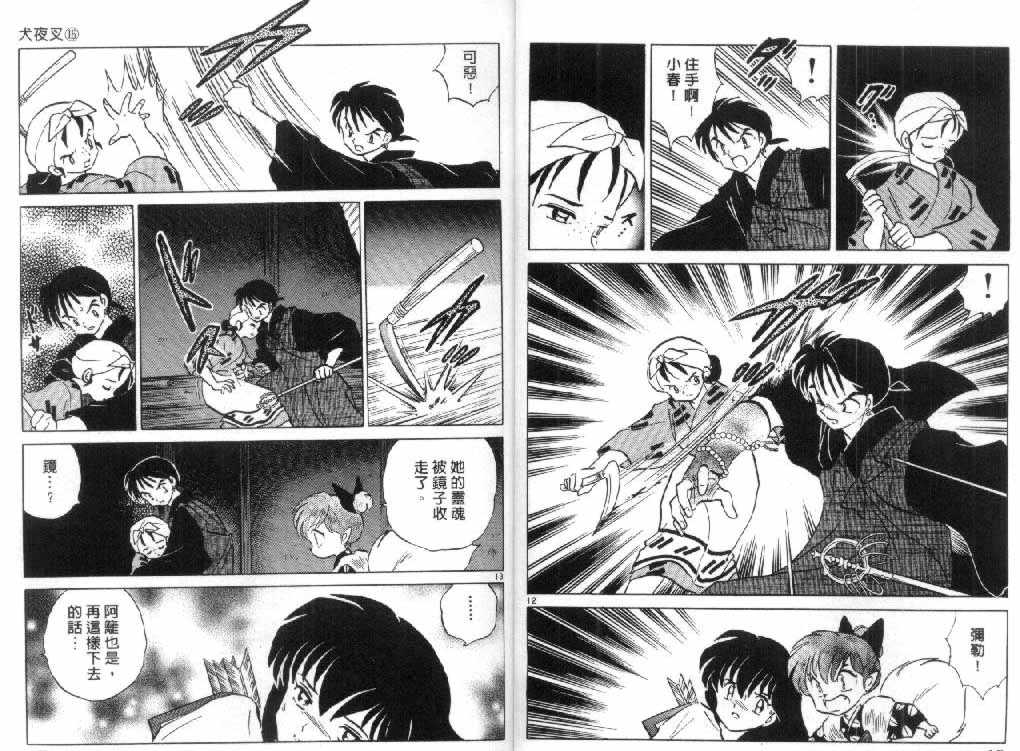 犬夜叉⑮
！
住手啊！
小春！
！
彌勒！
12
可惡！
她的靈魂
被鏡子收
走了。
鏡…？
13
…
阿籬也是，
再這樣下去
的話…